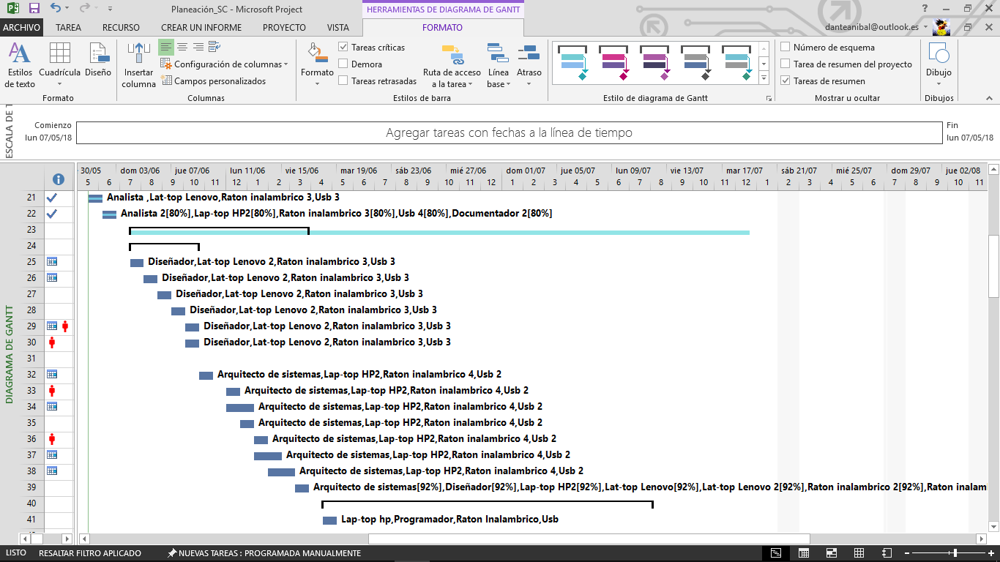 Planeación_SC - Microsoft Project
HERRAMIENTAS DE DIAGRAMA DE GANTT
ARCHIVO TAREA RECURSO CREAR UN INFORME PROYECTO VISTA FORMATO danteanibal@outlook.es
Estilos de texto
Cuadrícula
Diseño
Formato
Insertar columna
Configuración de columnas
Campos personalizados
Columnas
Formato
Tareas críticas
Demora
Tareas retrasadas
Ruta de acceso a la tarea
Línea base
Atraso
Estilos de barra
Estilo de diagrama de Gantt
Número de esquema
Tarea de resumen del proyecto
Tareas de resumen
Mostrar u ocultar
Dibujo
Dibujos
ESCALA DE T
Comienzo
lun 07/05/18
Agregar tareas con fechas a la línea de tiempo
Fin
lun 07/05/18
30/05 dom 03/06 jue 07/06 lun 11/06 vie 15/06 mar 19/06 sáb 23/06 mié 27/06 dom 01/07 jue 05/07 lun 09/07 vie 13/07 mar 17/07 sáb 21/07 mié 25/07 dom 29/07 jue 02/08
5 6 7 8 9 10 11 12 1 2 3 4 5 6 7 8 9 10 11 12 1 2 3 4 5 6 7 8 9 10 11 12 1 2 3 4 5 6 7 8 9 10 11
DIAGRAMA DE GANTT
21 Analista ,Lat-top Lenovo,Raton inalambrico 3,Usb 3
22 Analista 2[80%],Lap-top HP2[80%],Raton inalambrico 3[80%],Usb 4[80%],Documentador 2[80%]
23
24
25 Diseñador,Lat-top Lenovo 2,Raton inalambrico 3,Usb 3
26 Diseñador,Lat-top Lenovo 2,Raton inalambrico 3,Usb 3
27 Diseñador,Lat-top Lenovo 2,Raton inalambrico 3,Usb 3
28 Diseñador,Lat-top Lenovo 2,Raton inalambrico 3,Usb 3
29 Diseñador,Lat-top Lenovo 2,Raton inalambrico 3,Usb 3
30 Diseñador,Lat-top Lenovo 2,Raton inalambrico 3,Usb 3
31
32 Arquitecto de sistemas,Lap-top HP2,Raton inalambrico 4,Usb 2
33 Arquitecto de sistemas,Lap-top HP2,Raton inalambrico 4,Usb 2
34 Arquitecto de sistemas,Lap-top HP2,Raton inalambrico 4,Usb 2
35 Arquitecto de sistemas,Lap-top HP2,Raton inalambrico 4,Usb 2
36 Arquitecto de sistemas,Lap-top HP2,Raton inalambrico 4,Usb 2
37 Arquitecto de sistemas,Lap-top HP2,Raton inalambrico 4,Usb 2
38 Arquitecto de sistemas,Lap-top HP2,Raton inalambrico 4,Usb 2
39 Arquitecto de sistemas[92%],Diseñador[92%],Lap-top HP2[92%],Lat-top Lenovo[92%],Lat-top Lenovo 2[92%],Raton inalambrico 2[92%],Raton inalam
40
41 Lap-top hp,Programador,Raton Inalambrico,Usb
LISTO RESALTAR FILTRO APLICADO NUEVAS TAREAS : PROGRAMADA MANUALMENTE